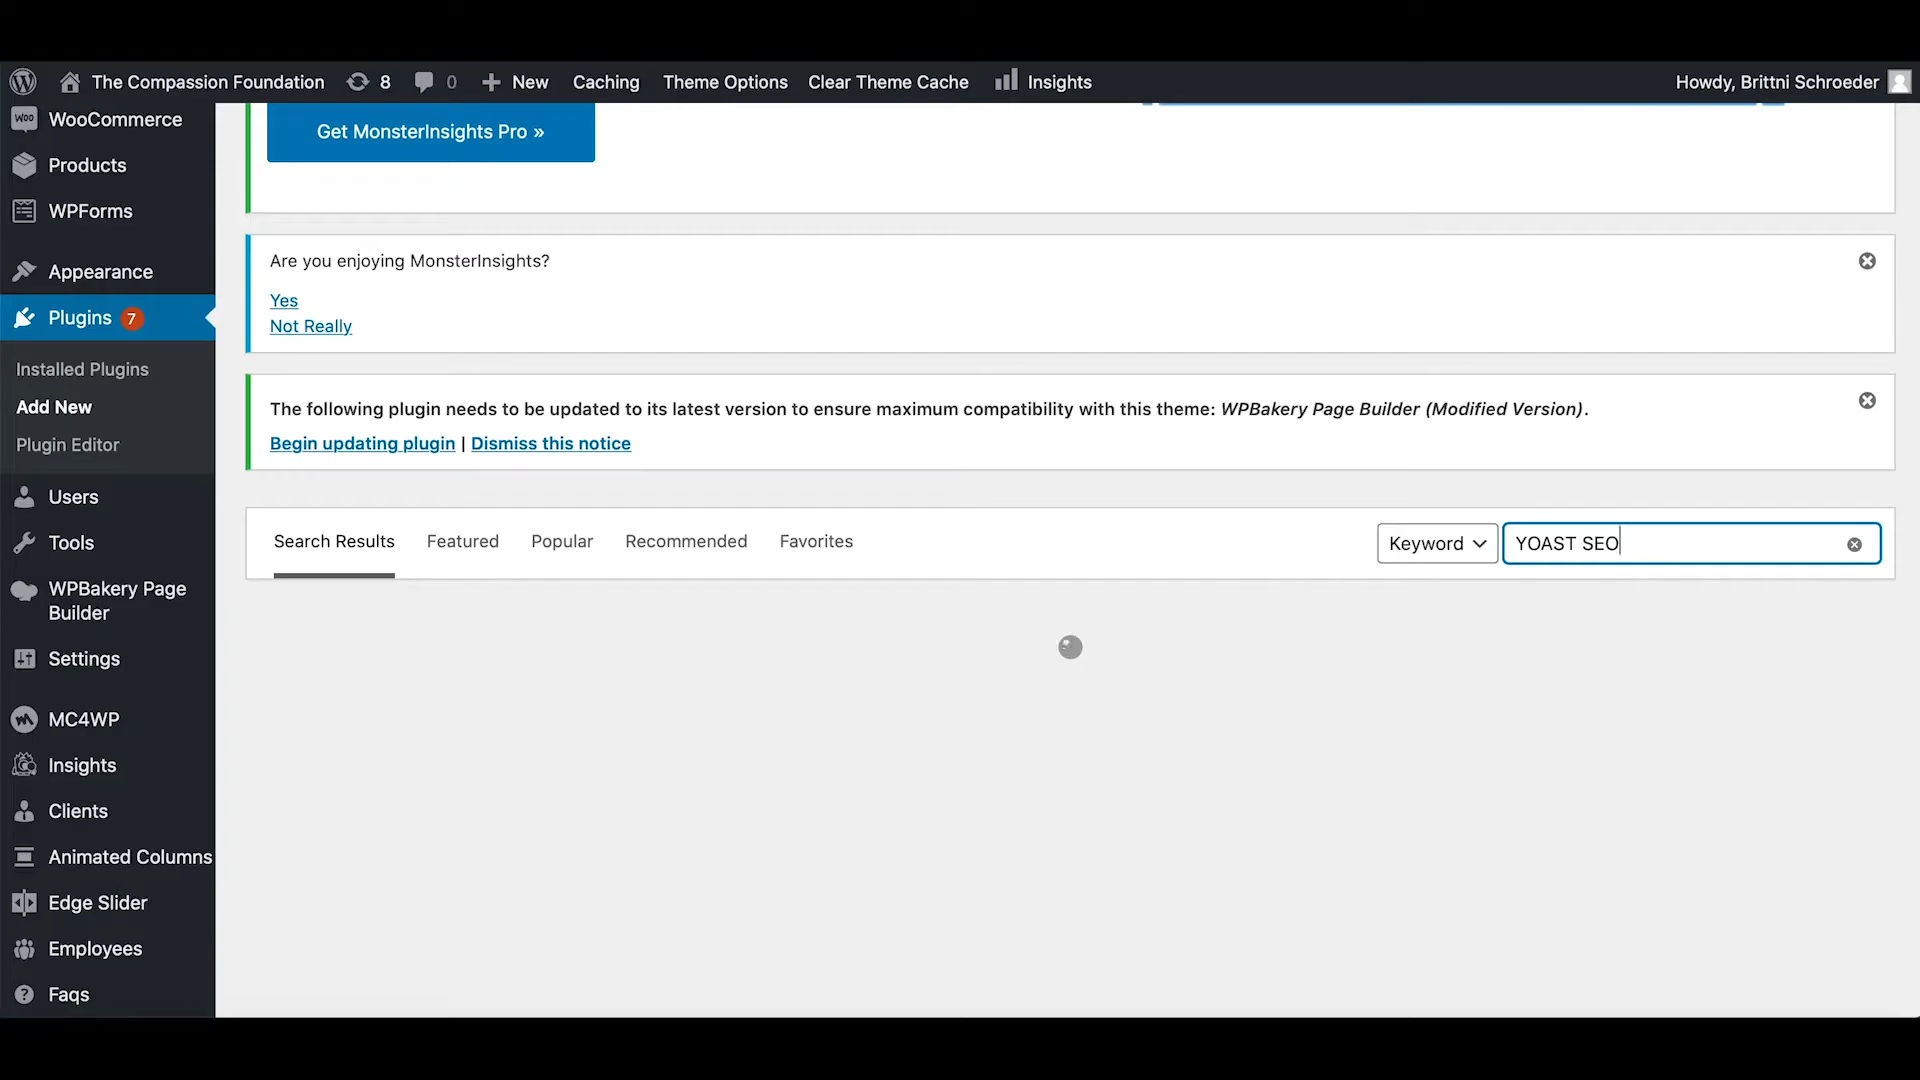 The Compassion Foundation 8 0 New Caching Theme Options Clear Theme Cache Insights Howdy, Brittni Schroeder
WOO WooCommerce
Products
WPForms
Appearance
Plugins 7
Installed Plugins
Add New
Plugin Editor
Users
Tools
WPBakery Page
Builder
Settings
MC4WP
Insights
Clients
Animated Columns
Edge Slider
Employees
Faqs
Get MonsterInsights Pro »
Are you enjoying MonsterInsights?
Yes
Not Really
The following plugin needs to be updated to its latest version to ensure maximum compatibility with this theme: WPBakery Page Builder (Modified Version).
Begin updating plugin | Dismiss this notice
Search Results Featured Popular Recommended Favorites Keyword YOAST SEO